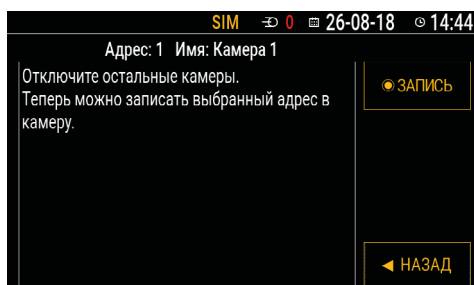 SIM 0 26-08-18 14:44
Адрес: 1 Имя: Камера 1
Отключите остальные камеры.
Теперь можно записать выбранный адрес в
камеру.
ЗАПИСЬ
НАЗАД